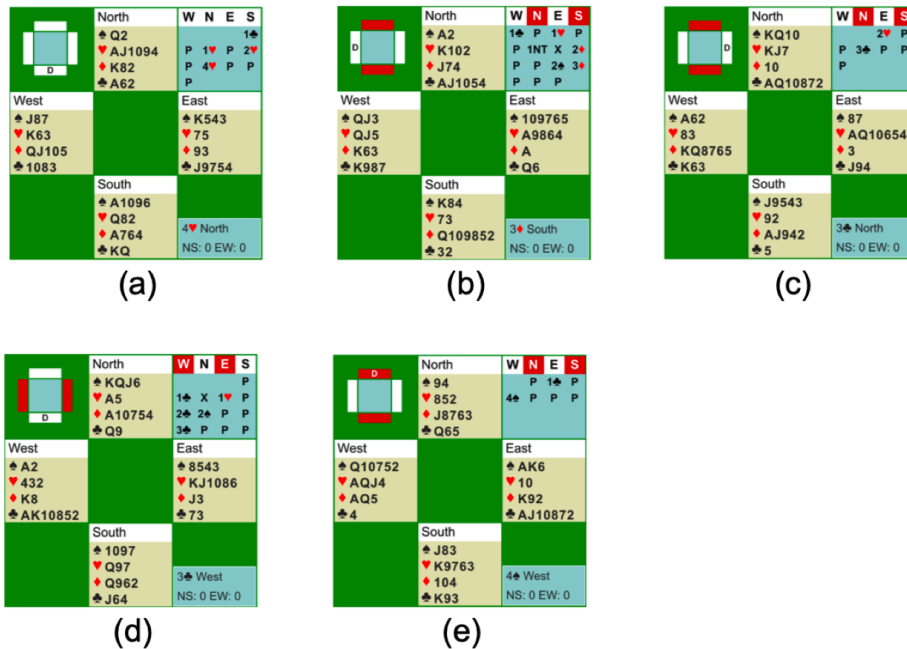 North
♠ Q2
♥ AJ1094
♦ K82
♣ A62
W N E S
1♣
P 1♥ P 2♥
P 4♥ P P
P
D
West
♠ J87
♥ K63
♦ QJ105
♣ 1083
East
♠ K543
♥ 75
♦ 93
♣ J9754
South
♠ A1096
♥ Q82
♦ A764
♣ KQ
4♥ North
NS: 0 EW: 0
(a)
North
♠ A2
♥ K102
♦ J74
♣ AJ1054
W N E S
1♣ P 1♥ P
P 1NT X 2♦
P P 2♠ 3♦
P P P
D
West
♠ QJ3
♥ QJ5
♦ K63
♣ K987
East
♠ 109765
♥ A9864
♦ A
♣ Q6
South
♠ K84
♥ 73
♦ Q109852
♣ 32
3♦ South
NS: 0 EW: 0
(b)
North
♠ KQ10
♥ KJ7
♦ 10
♣ AQ10872
W N E S
2♥ P
P 3♣ P P
P
D
West
♠ A62
♥ 83
♦ KQ8765
♣ K63
East
♠ 87
♥ AQ10654
♦ 3
♣ J94
South
♠ J9543
♥ 92
♦ AJ942
♣ 5
3♣ North
NS: 0 EW: 0
(c)
North
♠ KQJ6
♥ A5
♦ A10754
♣ Q9
W N E S
P
1♣ X 1♥ P
2♣ 2♠ P P
3♣ P P P
D
West
♠ A2
♥ 432
♦ K8
♣ AK10852
East
♠ 8543
♥ KJ1086
♦ J3
♣ 73
South
♠ 1097
♥ Q97
♦ Q962
♣ J64
3♣ West
NS: 0 EW: 0
(d)
D
North
♠ 94
♥ 852
♦ J8763
♣ Q65
W N E S
P 1♣ P
4♠ P P P
West
♠ Q10752
♥ AQJ4
♦ AQ5
♣ 4
East
♠ AK6
♥ 10
♦ K92
♣ AJ10872
South
♠ J83
♥ K9763
♦ 104
♣ K93
4♠ West
NS: 0 EW: 0
(e)